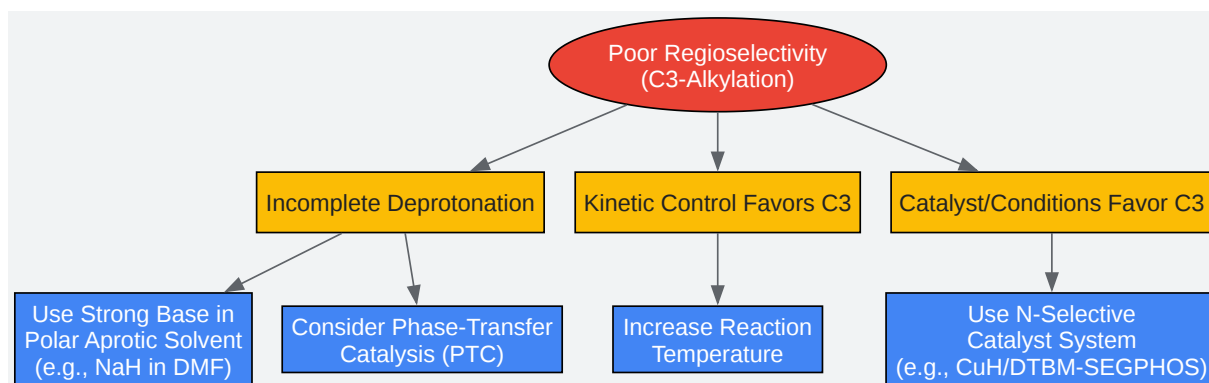 Poor Regioselectivity
(C3-Alkylation)
Incomplete Deprotonation
Kinetic Control Favors C3
Catalyst/Conditions Favor C3
Use Strong Base in
Polar Aprotic Solvent
(e.g., NaH in DMF)
Consider Phase-Transfer
Catalysis (PTC)
Increase Reaction
Temperature
Use N-Selective
Catalyst System
(e.g., CuH/DTBM-SEGPHOS)